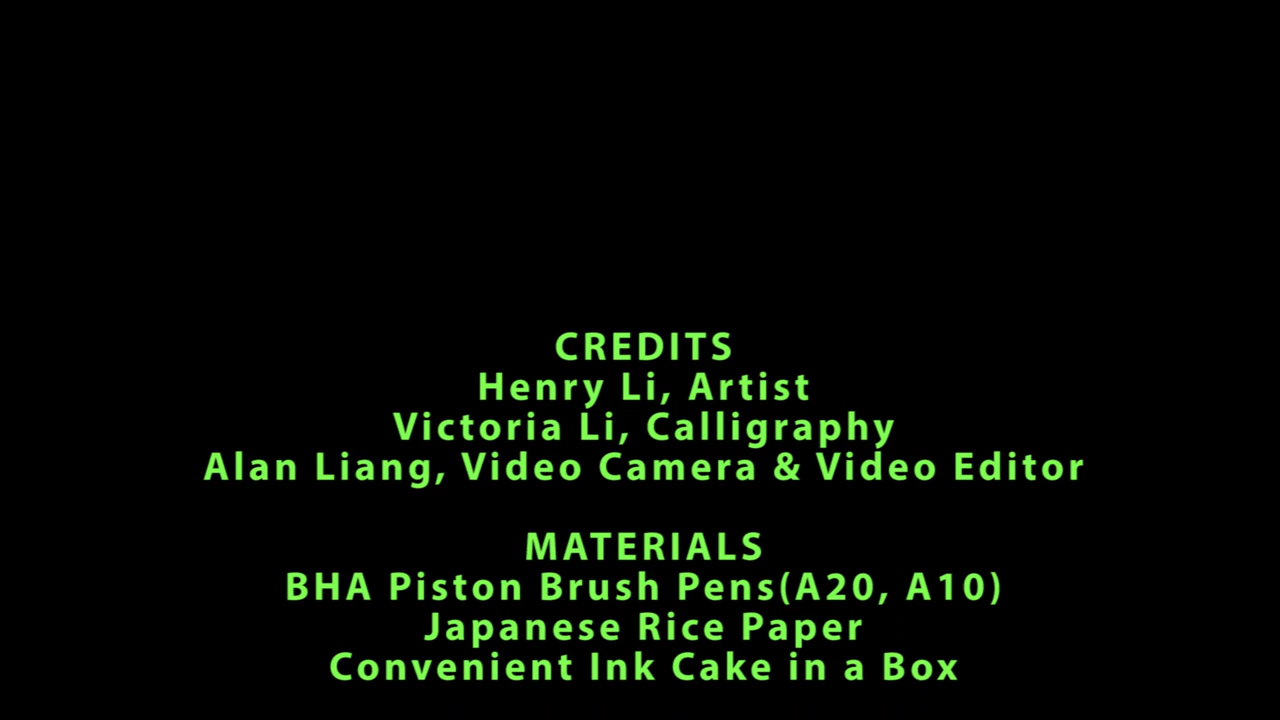 CREDITS
Henry Li, Artist
Victoria Li, Calligraphy
Alan Liang, Video Camera & Video Editor
MATERIALS
BHA Piston Brush Pens(A20, A10)
Japanese Rice Paper
Convenient Ink Cake in a Box